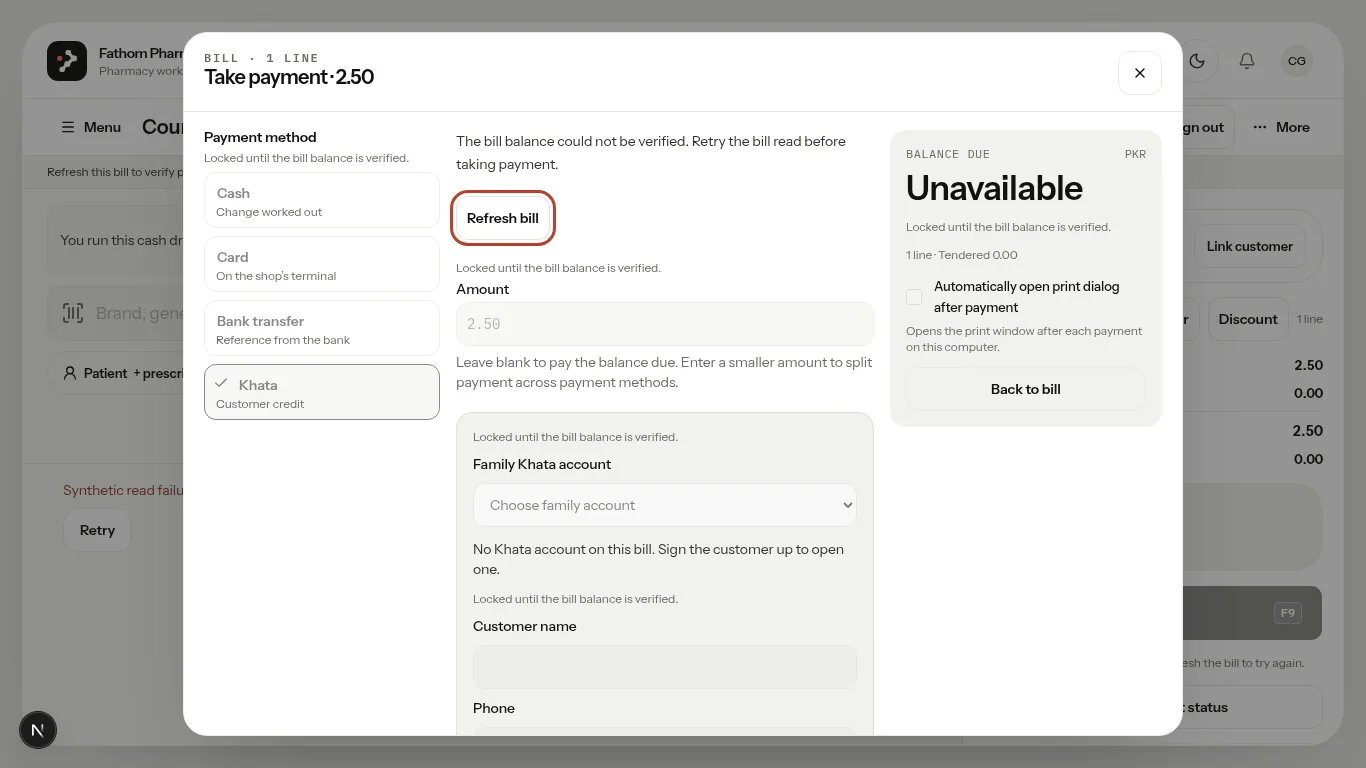 Fathom Pharm
Pharmacy work
CG
Menu
Cour
gn out
More
Refresh this bill to verify p
You run this cash dr
Link customer
Brand, gene
Discount
1 line
Patient + prescri
2.50
0.00
2.50
0.00
Synthetic read failu
Retry
F9
esh the bill to try again.
t status
N
BILL · 1 LINE
Take payment · 2.50
Payment method
Locked until the bill balance is verified.
Cash
Change worked out
Card
On the shop's terminal
Bank transfer
Reference from the bank
Khata
Customer credit
The bill balance could not be verified. Retry the bill read before
taking payment.
Refresh bill
Locked until the bill balance is verified.
Amount
2.50
Leave blank to pay the balance due. Enter a smaller amount to split
payment across payment methods.
Locked until the bill balance is verified.
Family Khata account
Choose family account
No Khata account on this bill. Sign the customer up to open
one.
Locked until the bill balance is verified.
Customer name
Phone
BALANCE DUE PKR
Unavailable
Locked until the bill balance is verified.
1 line · Tendered 0.00
Automatically open print dialog
after payment
Opens the print window after each payment
on this computer.
Back to bill